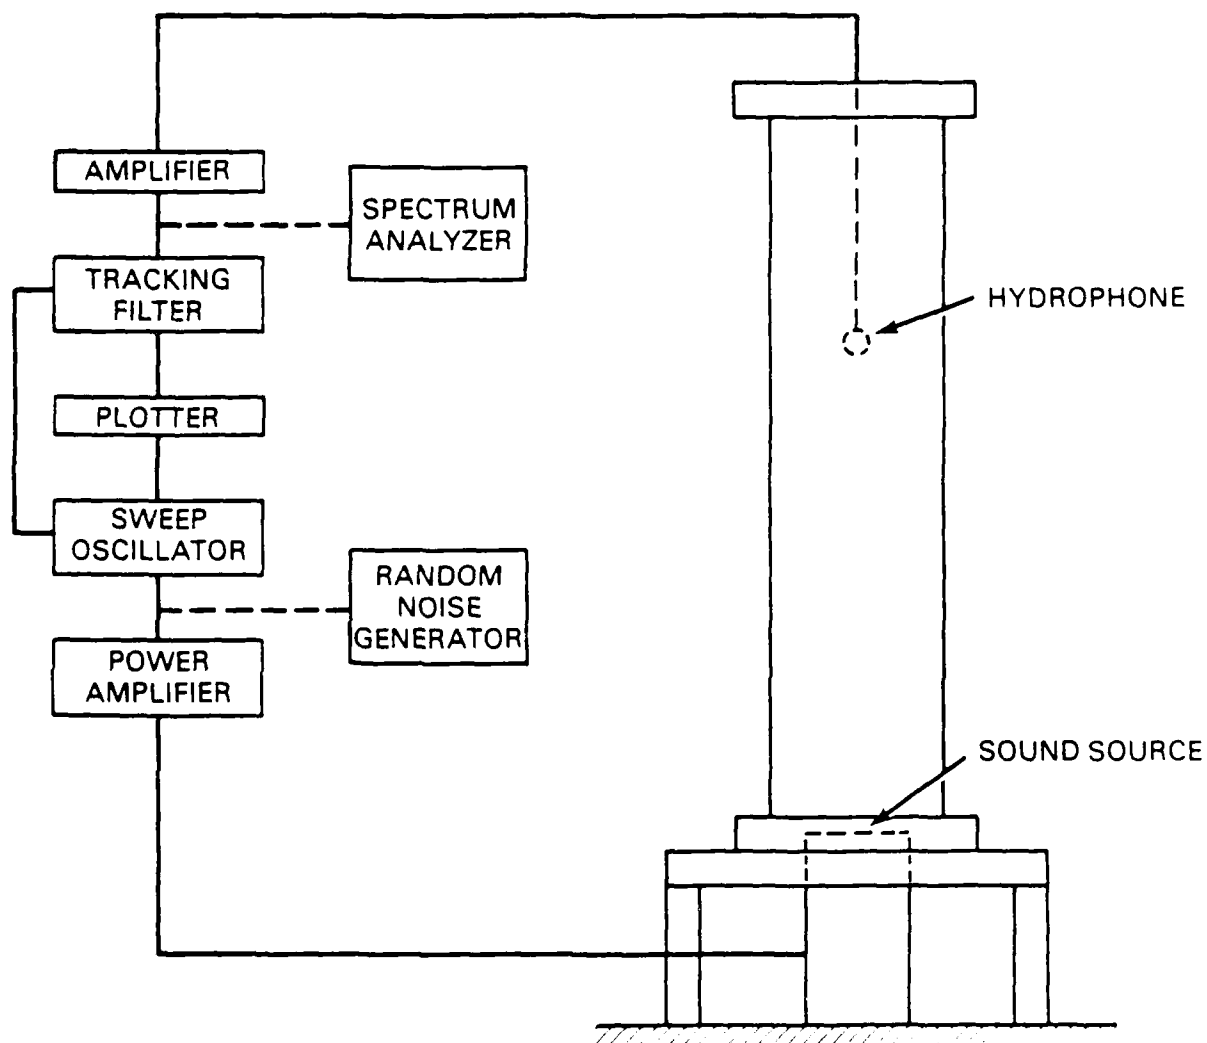 AMPLIFIER
SPECTRUM
ANALYZER
TRACKING
FILTER
HYDROPHONE
PLOTTER
SWEEP
OSCILLATOR
RANDOM
NOISE
GENERATOR
POWER
AMPLIFIER
SOUND SOURCE